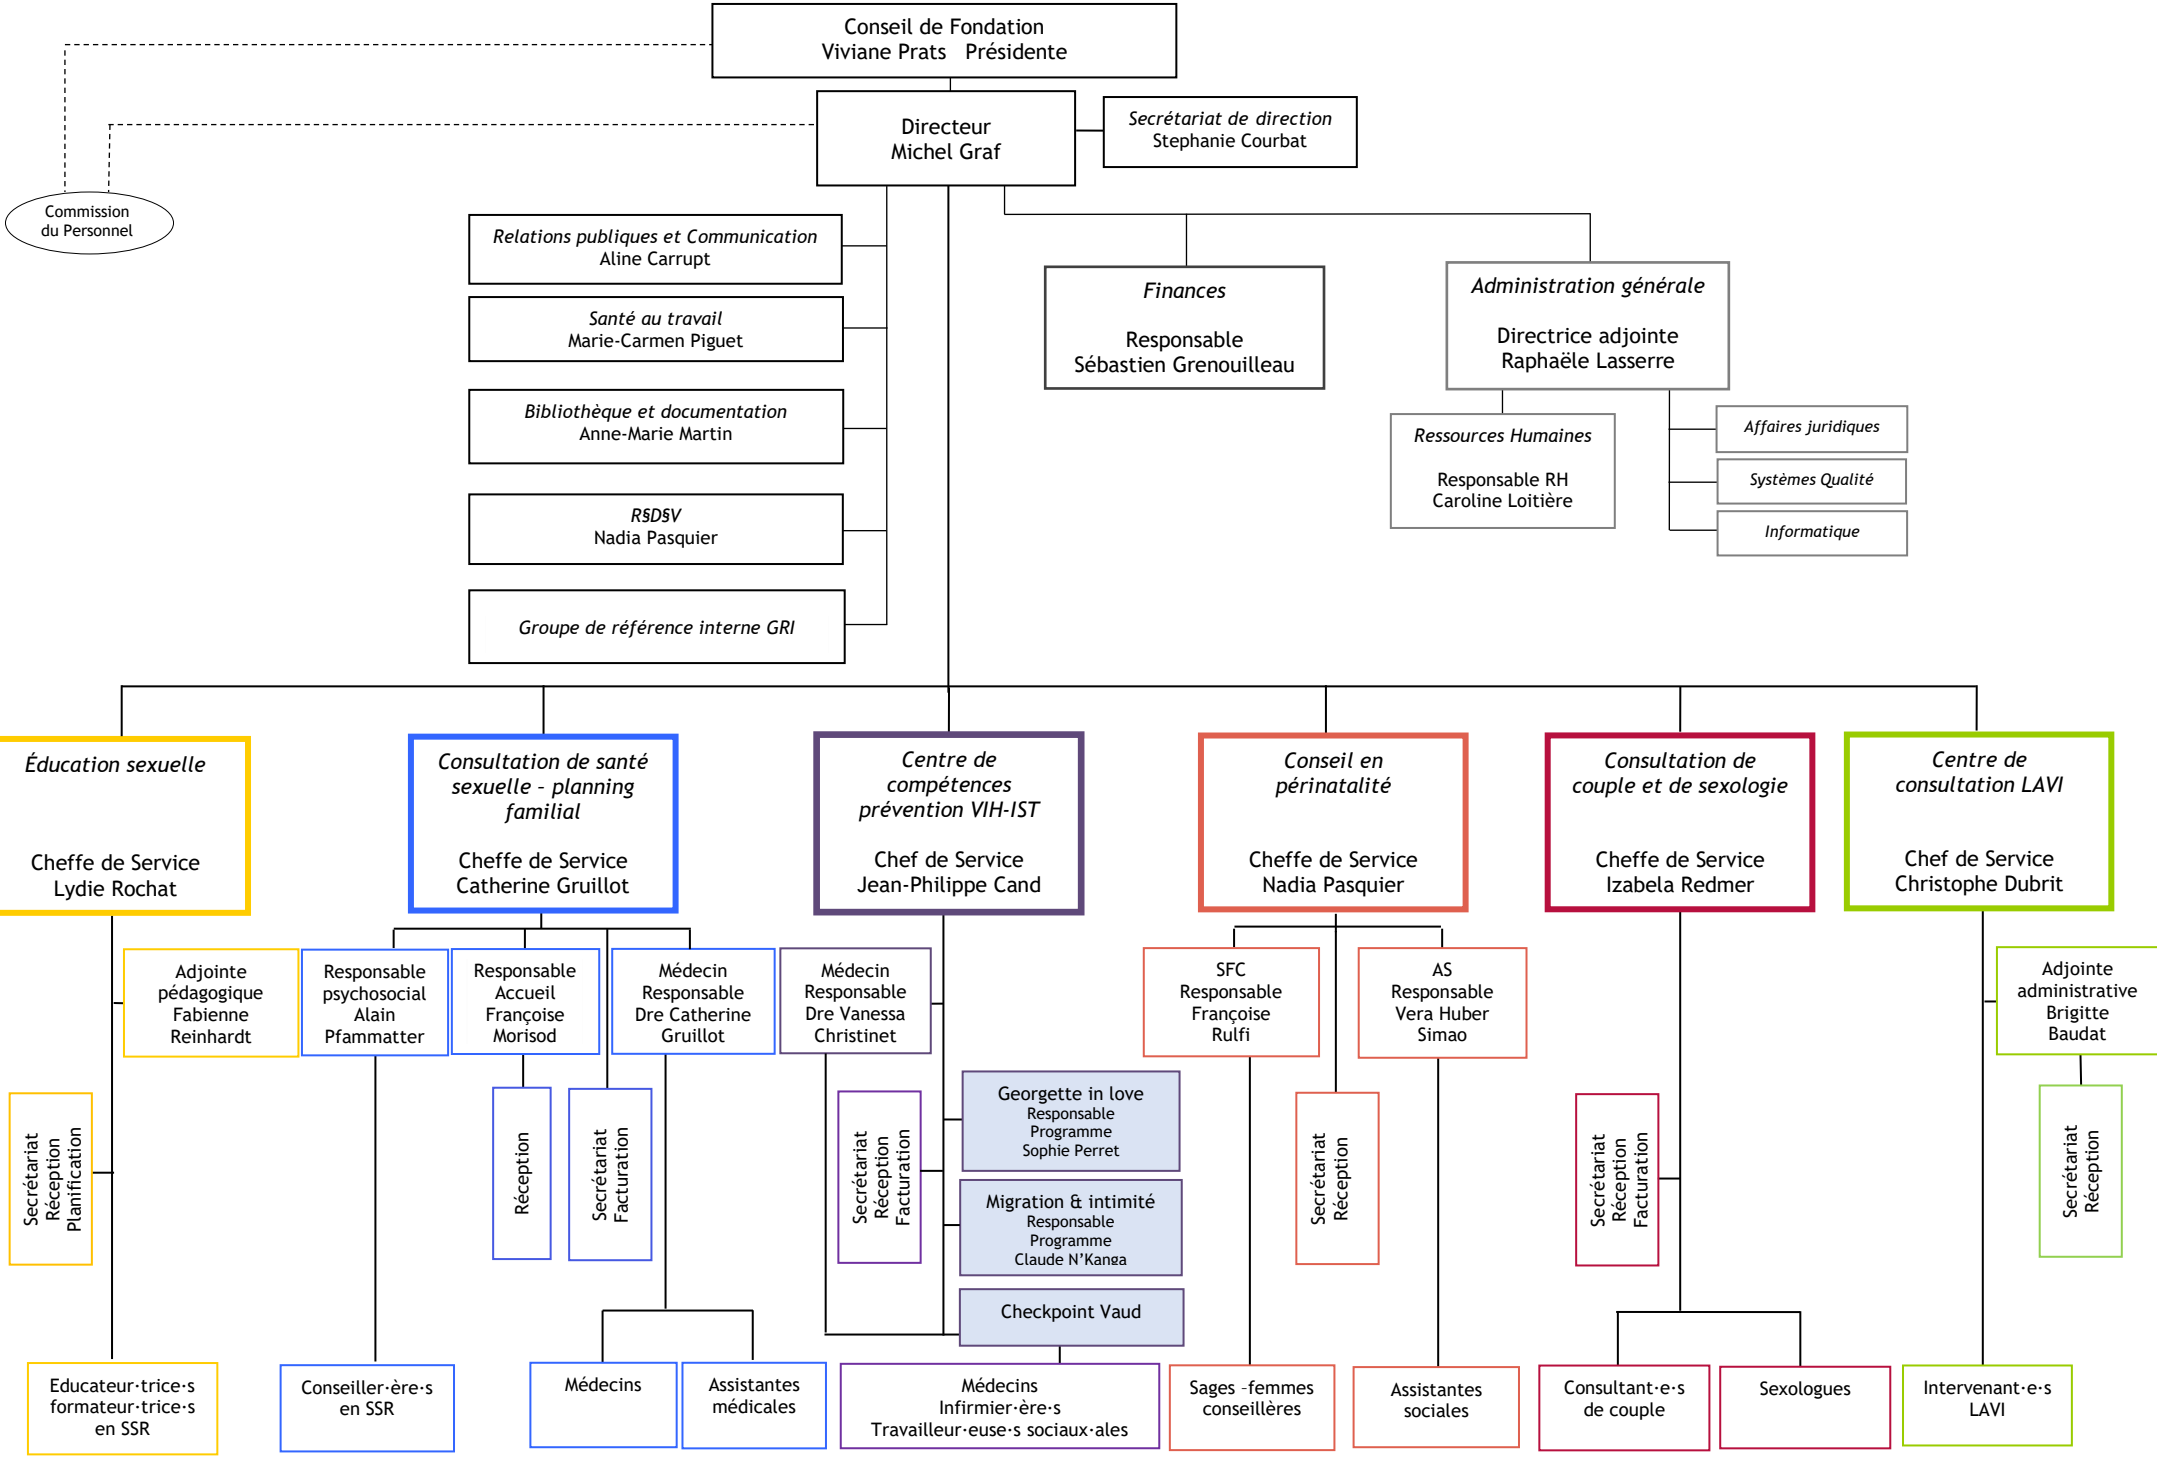 Conseil de Fondation
Viviane Prats   Présidente
Directeur
Michel Graf
Secrétariat de direction
Stephanie Courbat
Commission
du Personnel
Relations publiques et Communication
Aline Carrupt
Santé au travail
Marie-Carmen Piguet
Bibliothèque et documentation
Anne-Marie Martin
R§D§V
Nadia Pasquier
Groupe de référence interne GRI
Finances
Responsable
Sébastien Grenouilleau
Administration générale
Directrice adjointe
Raphaële Lasserre
Ressources Humaines
Responsable RH
Caroline Loitière
Affaires juridiques
Systèmes Qualité
Informatique
Éducation sexuelle
Cheffe de Service
Lydie Rochat
Consultation de santé
sexuelle – planning
familial
Cheffe de Service
Catherine Gruillot
Centre de
compétences
prévention VIH-IST
Chef de Service
Jean-Philippe Cand
Conseil en
périnatalité
Cheffe de Service
Nadia Pasquier
Consultation de
couple et de sexologie
Cheffe de Service
Izabela Redmer
Centre de
consultation LAVI
Chef de Service
Christophe Dubrit
Adjointe
pédagogique
Fabienne
Reinhardt
Responsable
psychosocial
Alain
Pfammatter
Responsable
Accueil
Françoise
Morisod
Médecin
Responsable
Dre Catherine
Gruillot
Médecin
Responsable
Dre Vanessa
Christinet
SFC
Responsable
Françoise
Rulfi
AS
Responsable
Vera Huber
Simao
Adjointe
administrative
Brigitte
Baudat
Secrétariat
Réception
Planification
Réception
Secrétariat
Facturation
Secrétariat
Réception
Facturation
Georgette in love
Responsable
Programme
Sophie Perret
Migration & intimité
Responsable
Programme
Claude N’Kanga
Checkpoint Vaud
Secrétariat
Réception
Secrétariat
Réception
Facturation
Secrétariat
Réception
Educateur·trice·s
formateur·trice·s
en SSR
Conseiller·ère·s
en SSR
Médecins
Assistantes
médicales
Médecins
Infirmier·ère·s
Travailleur·euse·s sociaux·ales
Sages –femmes
conseillères
Assistantes
sociales
Consultant·e·s
de couple
Sexologues
Intervenant·e·s
LAVI